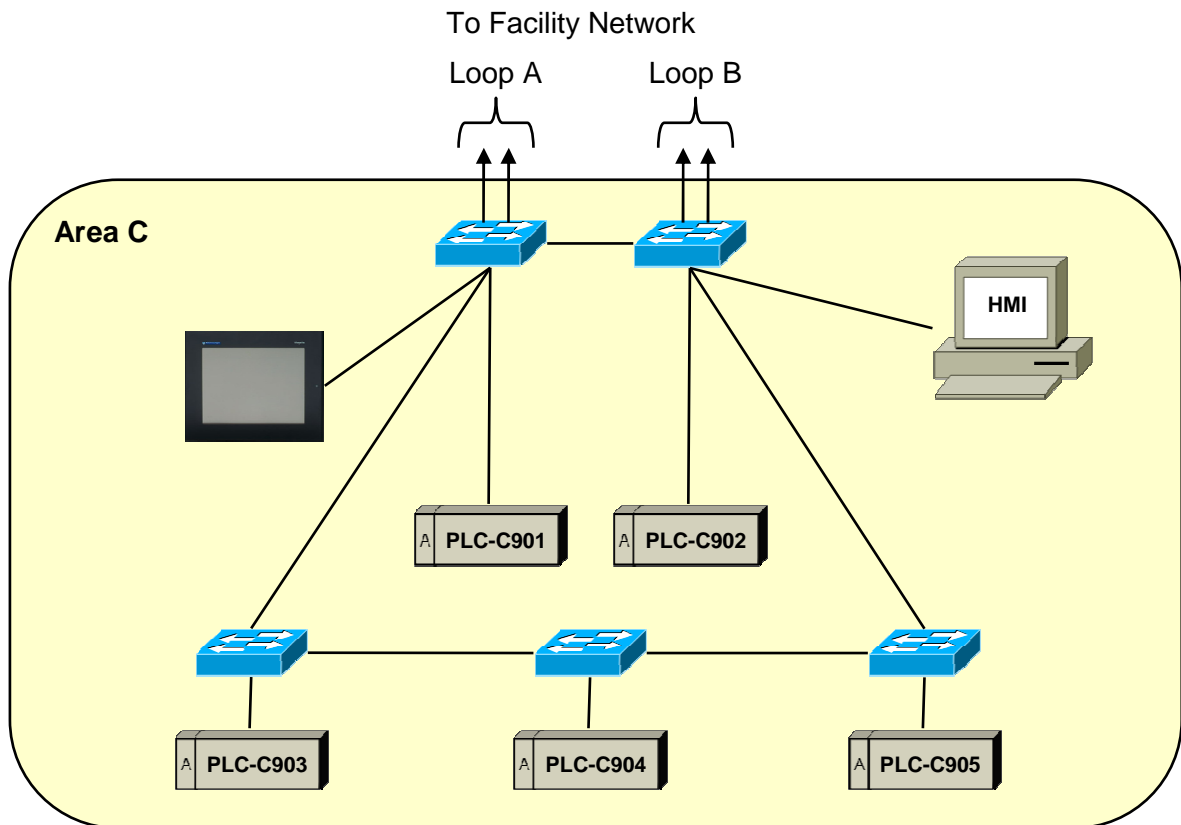 To Facility Network
Loop A Loop B
Area C
HMI
A PLC-C901 A PLC-C902
A PLC-C903 A PLC-C904 A PLC-C905